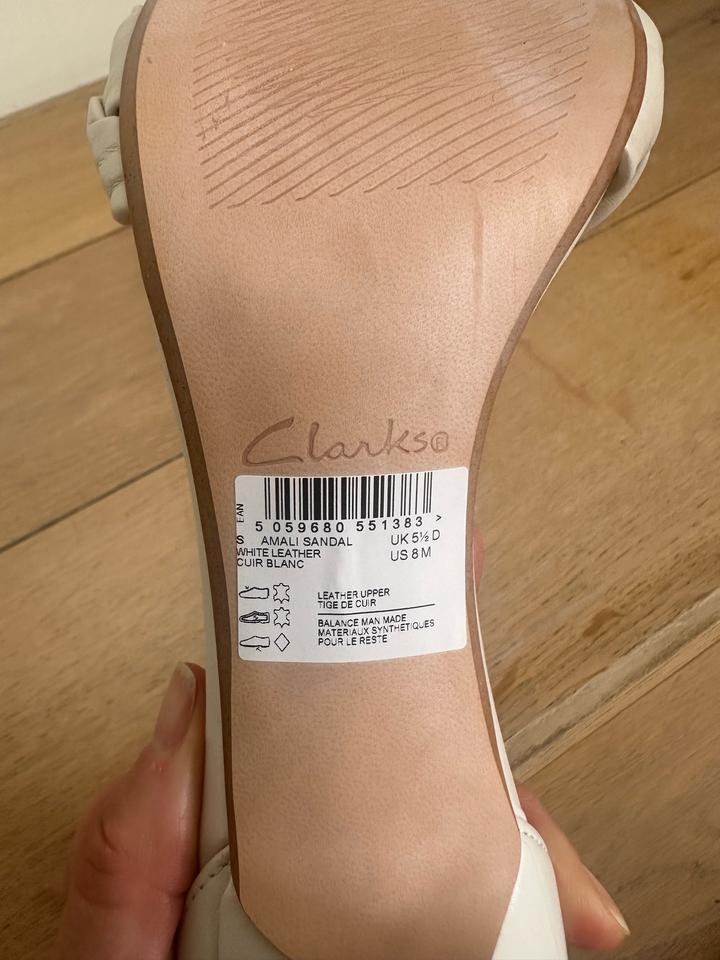 Clarks®
EAN
5 059680 551383 >
S AMALI SANDAL UK 5½ D
WHITE LEATHER US 8 M
CUIR BLANC
LEATHER UPPER
TIGE DE CUIR
BALANCE MAN MADE
MATERIAUX SYNTHETIQUES
POUR LE RESTE